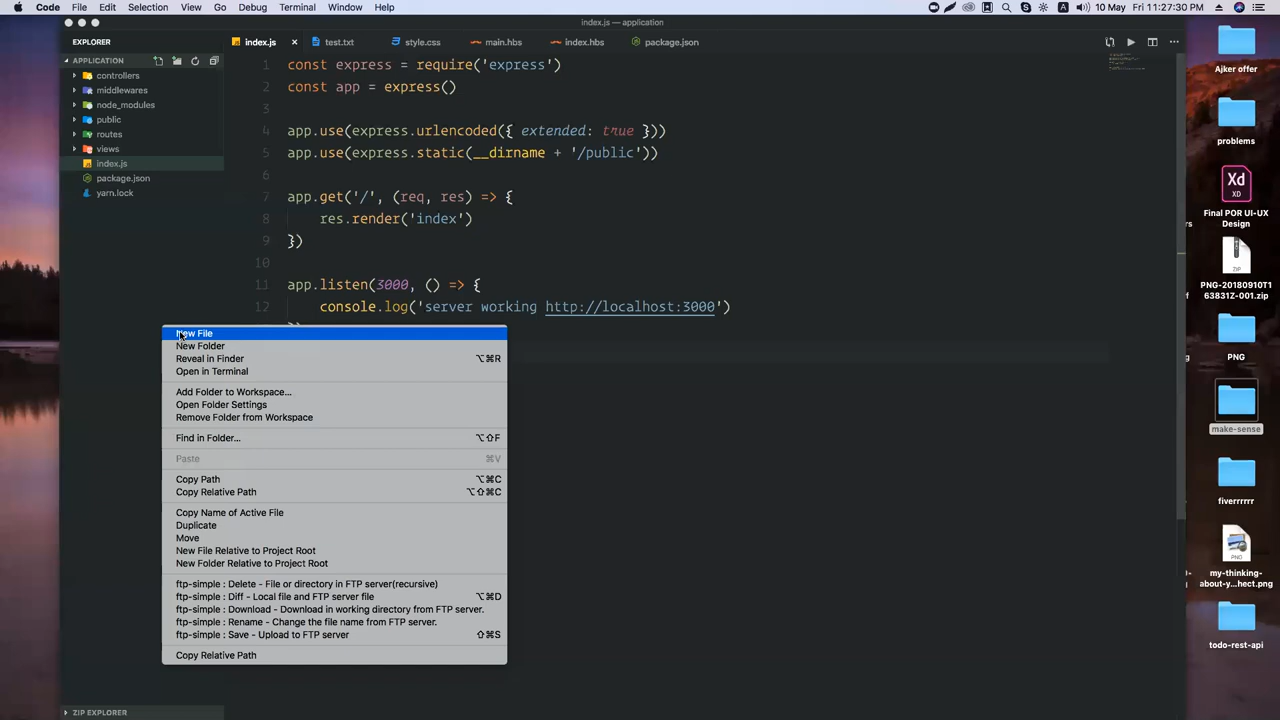 Code File Edit Selection View Go Debug Terminal Window Help
10 May Fri 11:27:30 PM
index.js — application
EXPLORER
APPLICATION
controllers
middlewares
node_modules
public
routes
views
index.js
package.json
yarn.lock
ZIP EXPLORER
index.js test.txt style.css main.hbs index.hbs package.json
1 const express = require('express')
2 const app = express()
3
4 app.use(express.urlencoded({ extended: true }))
5 app.use(express.static(__dirname + '/public'))
6
7 app.get('/', (req, res) => {
8 res.render('index')
9 })
10
11 app.listen(3000, () => {
12 console.log('server working http://localhost:3000')
New File
New Folder
Reveal in Finder ⌥⌘R
Open in Terminal
Add Folder to Workspace...
Open Folder Settings
Remove Folder from Workspace
Find in Folder... ⌥⇧F
Paste ⌘V
Copy Path ⌥⌘C
Copy Relative Path ⌥⇧⌘C
Copy Name of Active File
Duplicate
Move
New File Relative to Project Root
New Folder Relative to Project Root
ftp-simple : Delete - File or directory in FTP server(recursive)
ftp-simple : Diff - Local file and FTP server file ⌥⌘D
ftp-simple : Download - Download in working directory from FTP server.
ftp-simple : Rename - Change the file name from FTP server.
ftp-simple : Save - Upload to FTP server ⇧⌘S
Copy Relative Path
Ajker offer
problems
Xd
XD
Final POR UI-UX
Design
ZIP
PNG-20180910T1
63831Z-001.zip
PNG
make-sense
fiverrrrrr
PNG
my-thinking-
about-y...hect.png
todo-rest-api